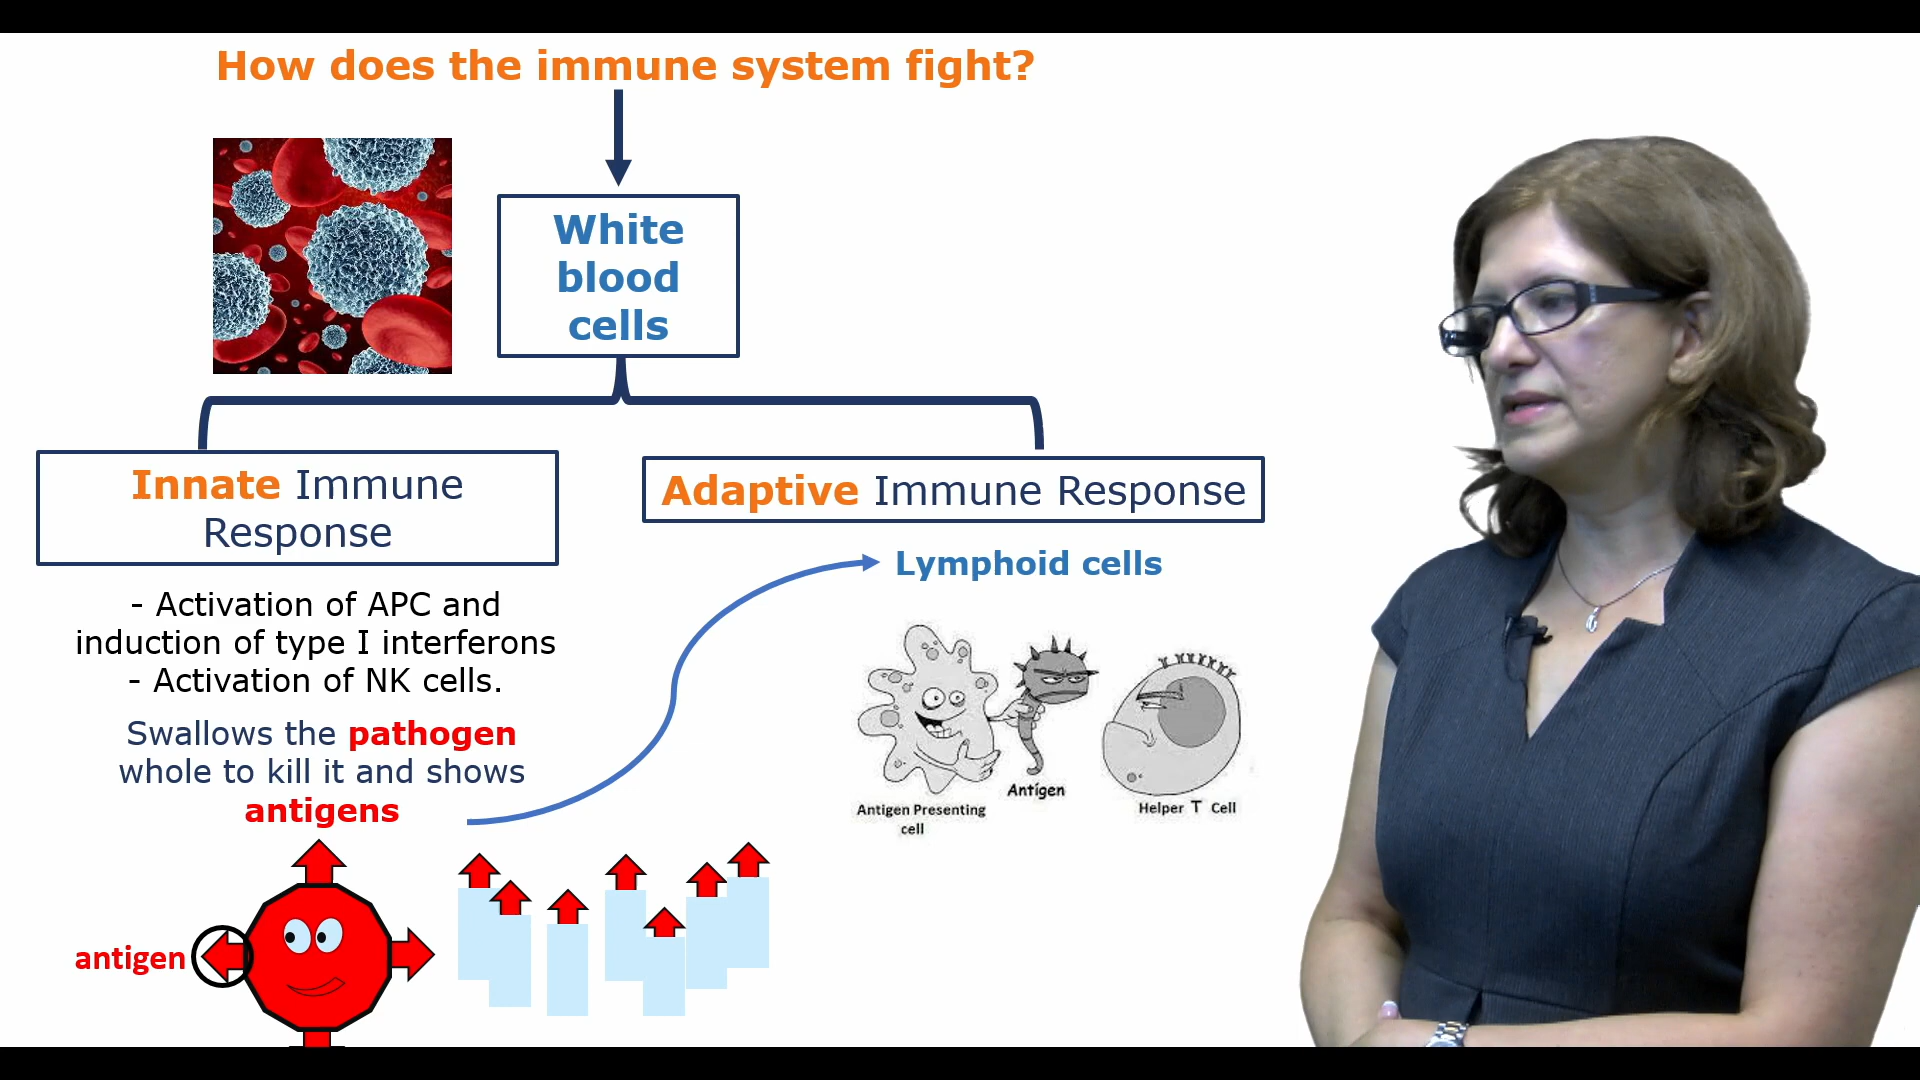 How does the immune system fight?
White
blood
cells
Innate Immune
Response
- Activation of APC and
induction of type I interferons
- Activation of NK cells.
Swallows the pathogen
whole to kill it and shows
antigens
antigen
Adaptive Immune Response
Lymphoid cells
Antigen Presenting
cell
Antígen
Helper T Cell